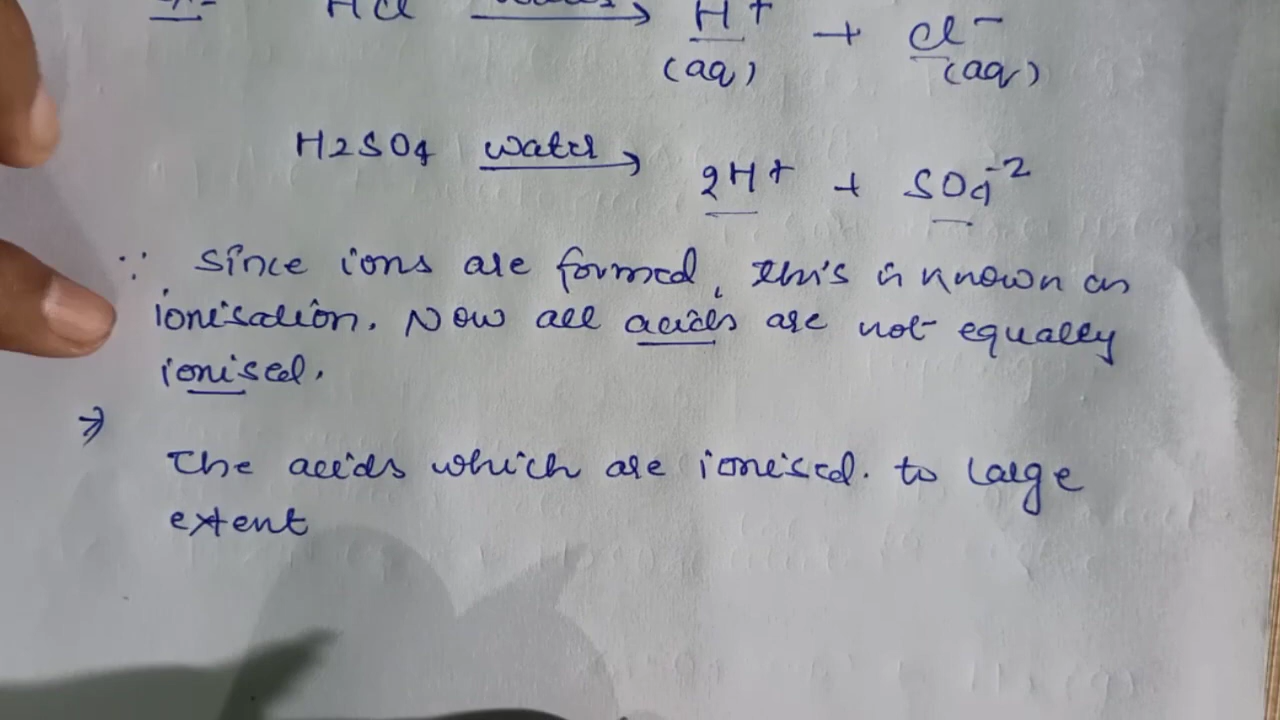 HCl → H+ + Cl-
(aq) (aq)
H2SO4 water → 2H+ + SO4-2
∵ Since ions are formed, this is known as
ionisation. Now all acids are not equally
ionised.
⇒
The acids which are ionised. to large
extent